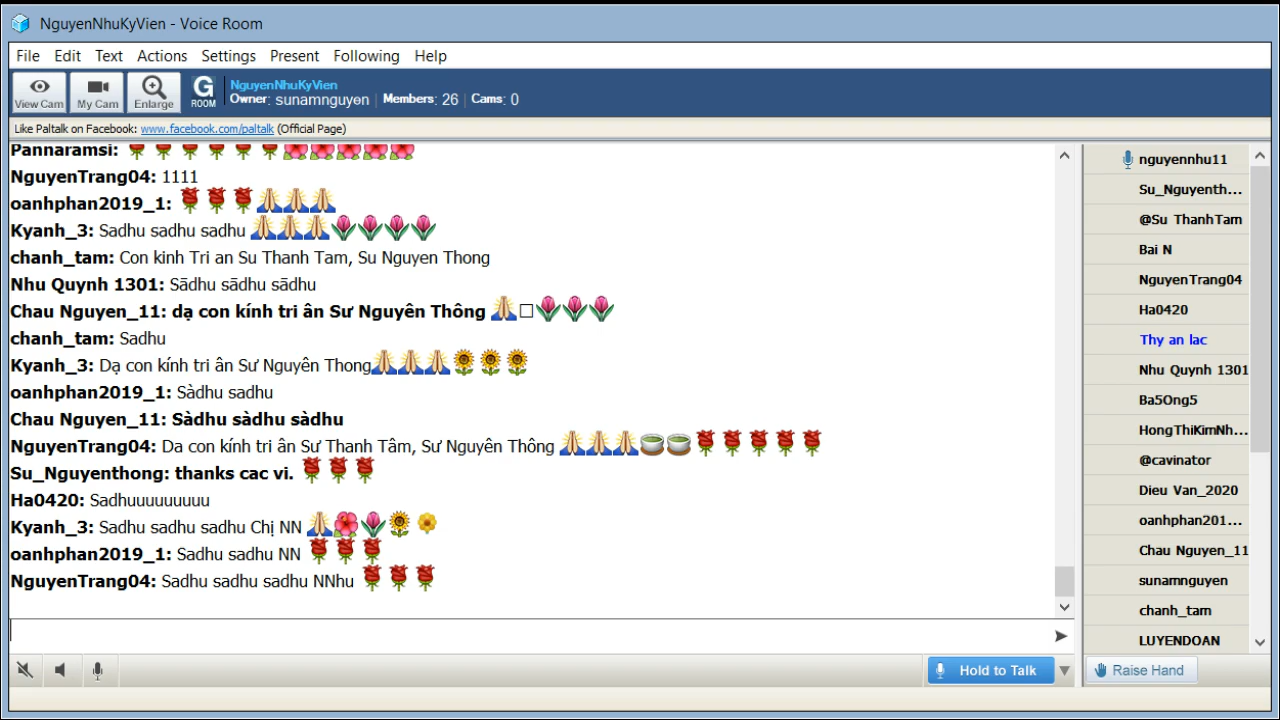 NguyenNhuKyVien - Voice Room
File Edit Text Actions Settings Present Following Help
View Cam My Cam Enlarge G ROOM
NguyenNhuKyVien
Owner: sunamnguyen | Members: 26 | Cams: 0
Like Paltalk on Facebook: www.facebook.com/paltalk (Official Page)
Pannaramsi:
NguyenTrang04: 1111
oanhphan2019_1:
Kyanh_3: Sadhu sadhu sadhu
chanh_tam: Con kinh Tri an Su Thanh Tam, Su Nguyen Thong
Nhu Quynh 1301: Sādhu sādhu sādhu
Chau Nguyen_11: dạ con kính tri ân Sư Nguyên Thông
chanh_tam: Sadhu
Kyanh_3: Dạ con kính tri ân Sư Nguyên Thong
oanhphan2019_1: Sàdhu sadhu
Chau Nguyen_11: Sàdhu sàdhu sàdhu
NguyenTrang04: Da con kính tri ân Sư Thanh Tâm, Sư Nguyên Thông
Su_Nguyenthong: thanks cac vi.
Ha0420: Sadhuuuuuuuuu
Kyanh_3: Sadhu sadhu sadhu Chị NN
oanhphan2019_1: Sadhu sadhu NN
NguyenTrang04: Sadhu sadhu sadhu NNhu
nguyennhu11
Su_Nguyenth...
@Su ThanhTam
Bai N
NguyenTrang04
Ha0420
Thy an lac
Nhu Quynh 1301
Ba5Ong5
HongThiKimNh...
@cavinator
Dieu Van_2020
oanhphan201...
Chau Nguyen_11
sunamnguyen
chanh_tam
LUYENDOAN
Hold to Talk
Raise Hand